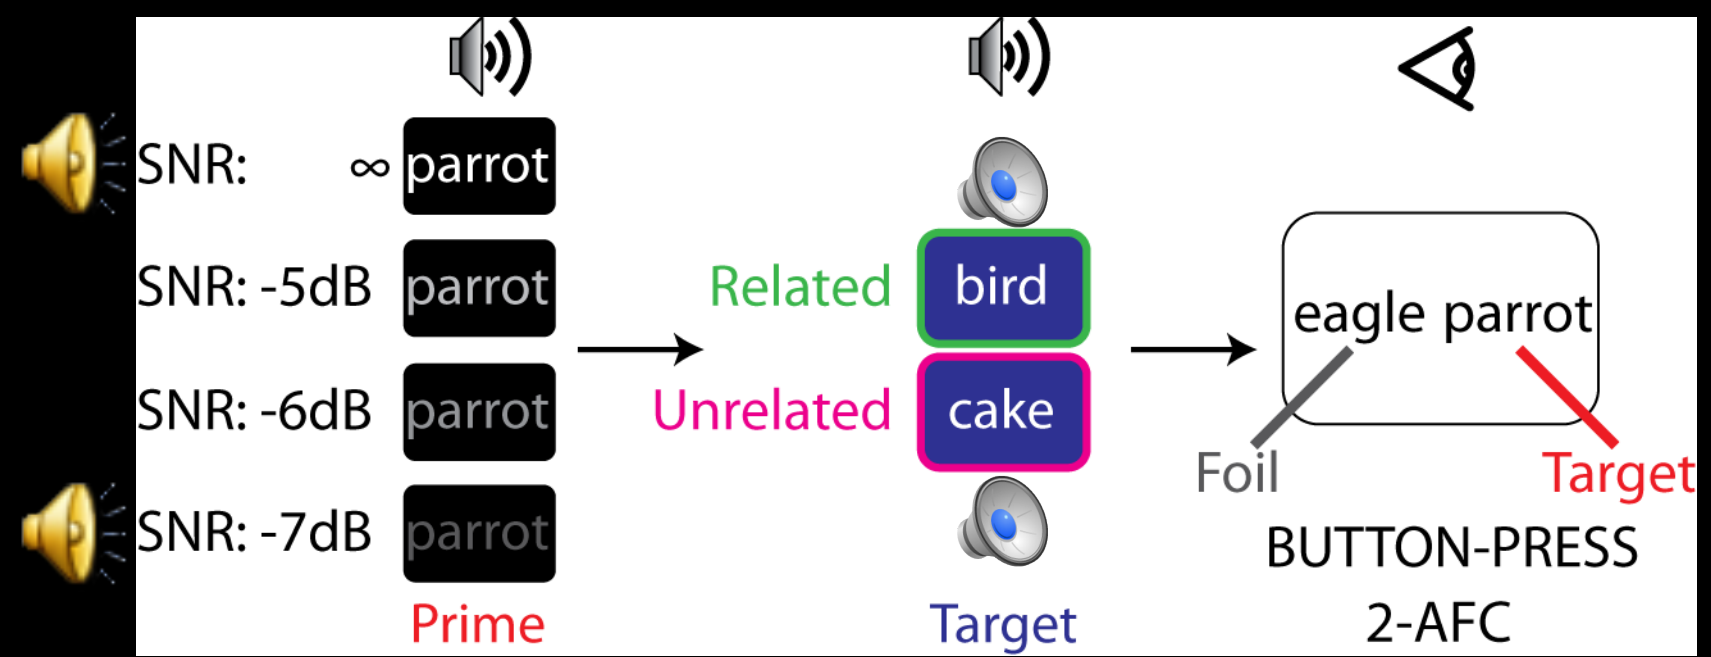 SNR: ∞ parrot
SNR: -5dB parrot
SNR: -6dB parrot
SNR: -7dB parrot
Prime
Related bird
Unrelated cake
Target
eagle parrot
Foil Target
BUTTON-PRESS
2-AFC